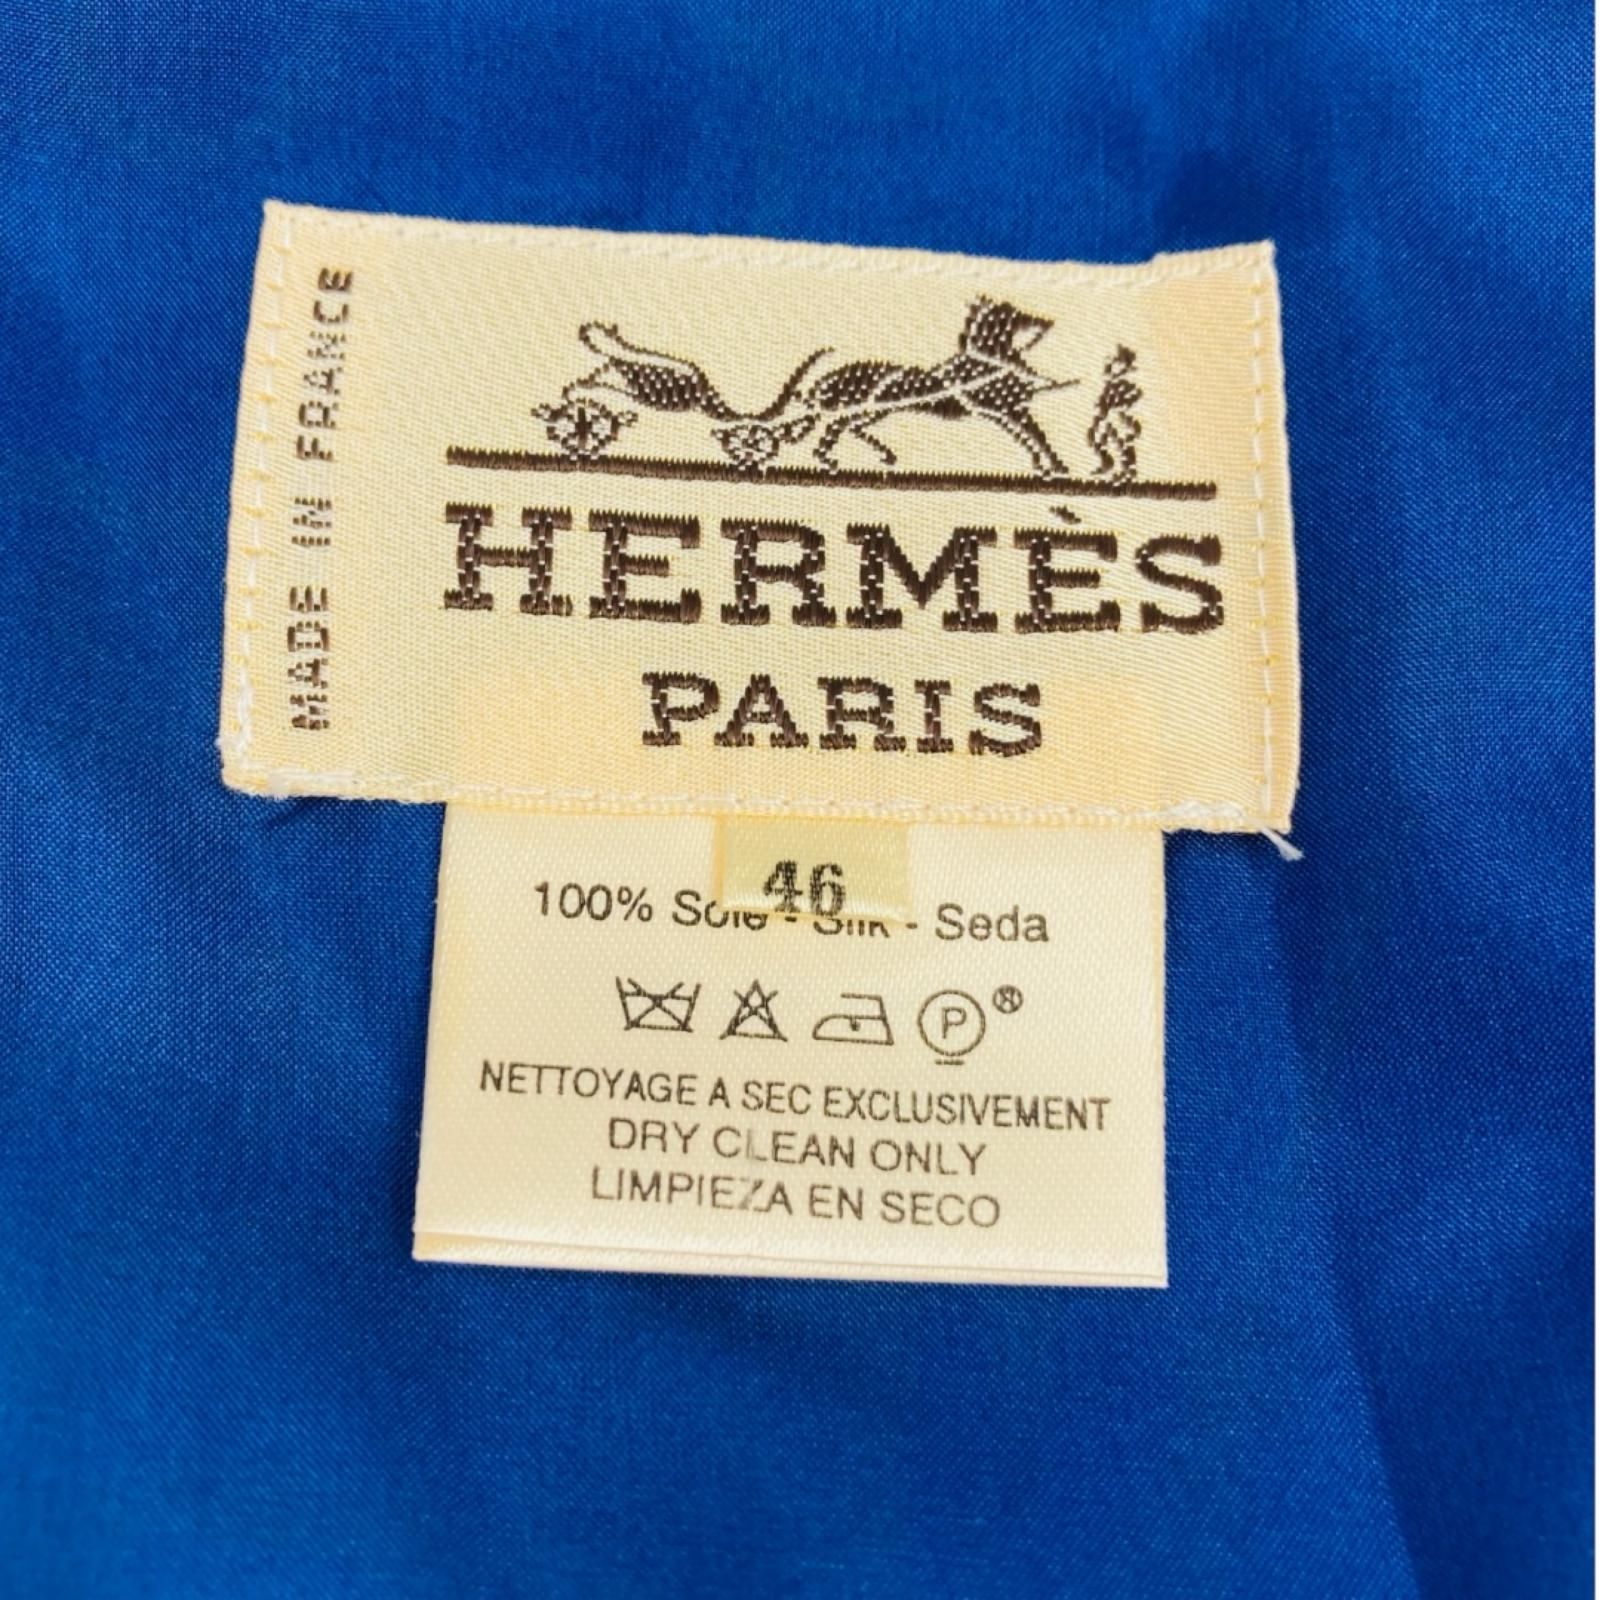 MADE IN FRANCE
HERMÈS
PARIS
46
100% Soie - Silk - Seda
P®
NETTOYAGE A SEC EXCLUSIVEMENT
DRY CLEAN ONLY
LIMPIEZA EN SECO